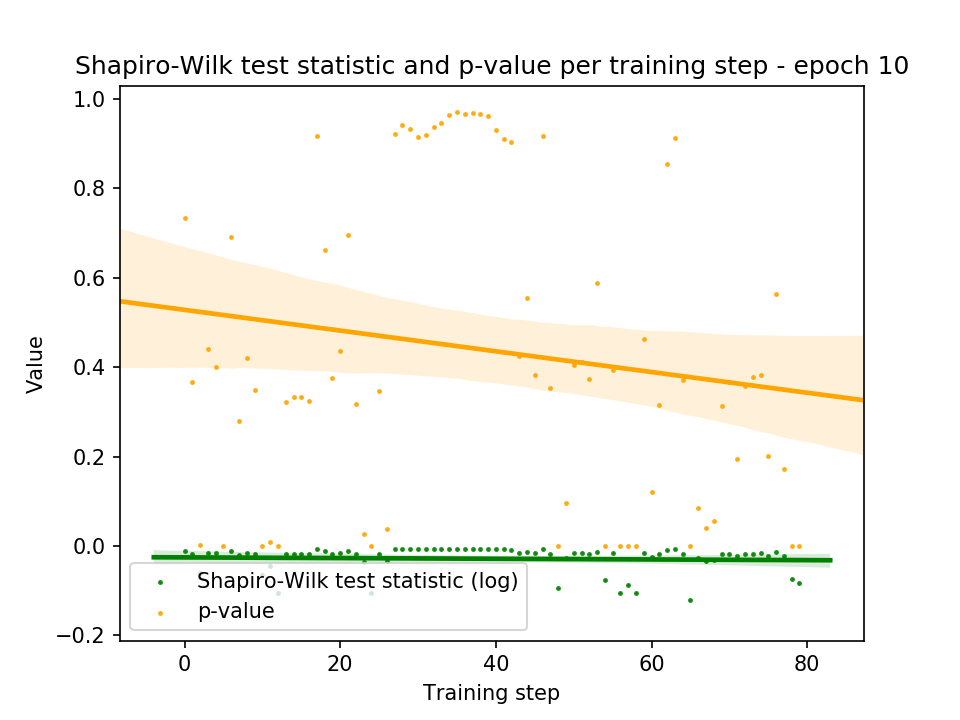 Shapiro-Wilk test statistic and p-value per training step - epoch 10
1.0
0.8
0.6
0.4
0.2
0.0
−0.2
Value
Shapiro-Wilk test statistic (log)
p-value
0 20 40 60 80
Training step